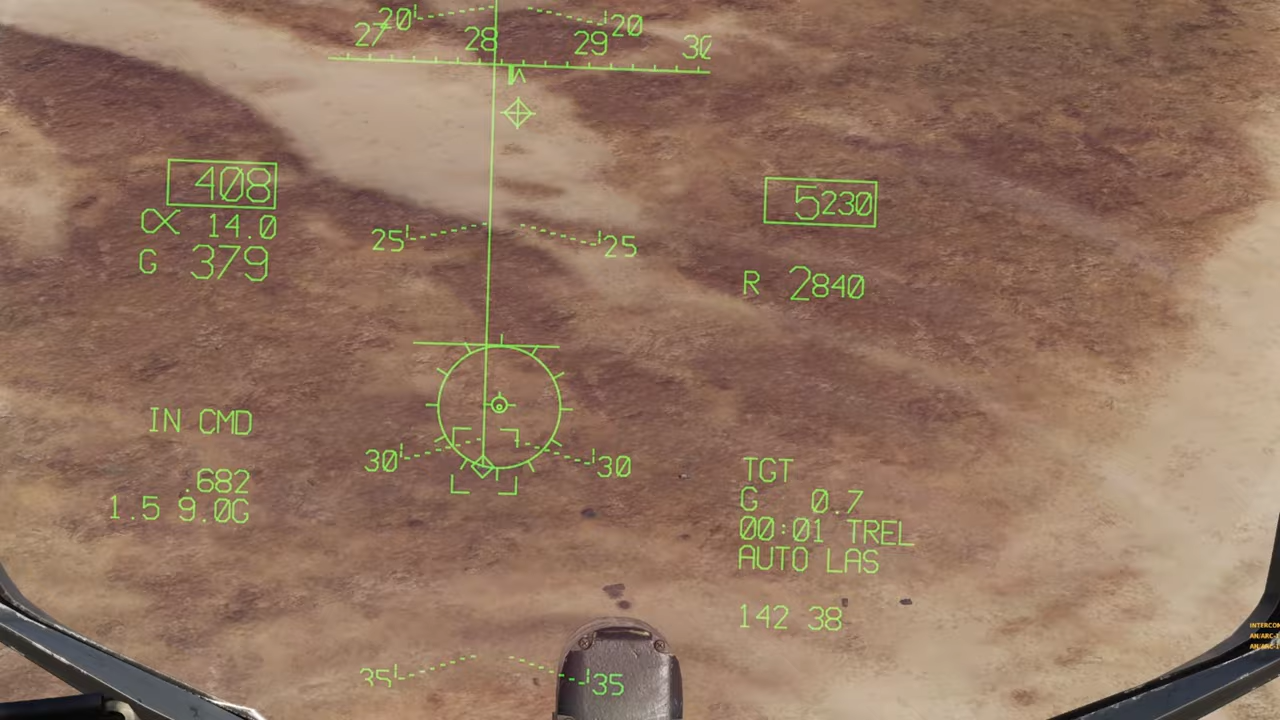 20 20
27 28 29 30
408
α 14.0
G 379
5230
R 2840
25 25
IN CMD
.682
1.5 9.0G
30 30
TGT
G 0.7
00:01 TREL
AUTO LAS
142 38
35 35